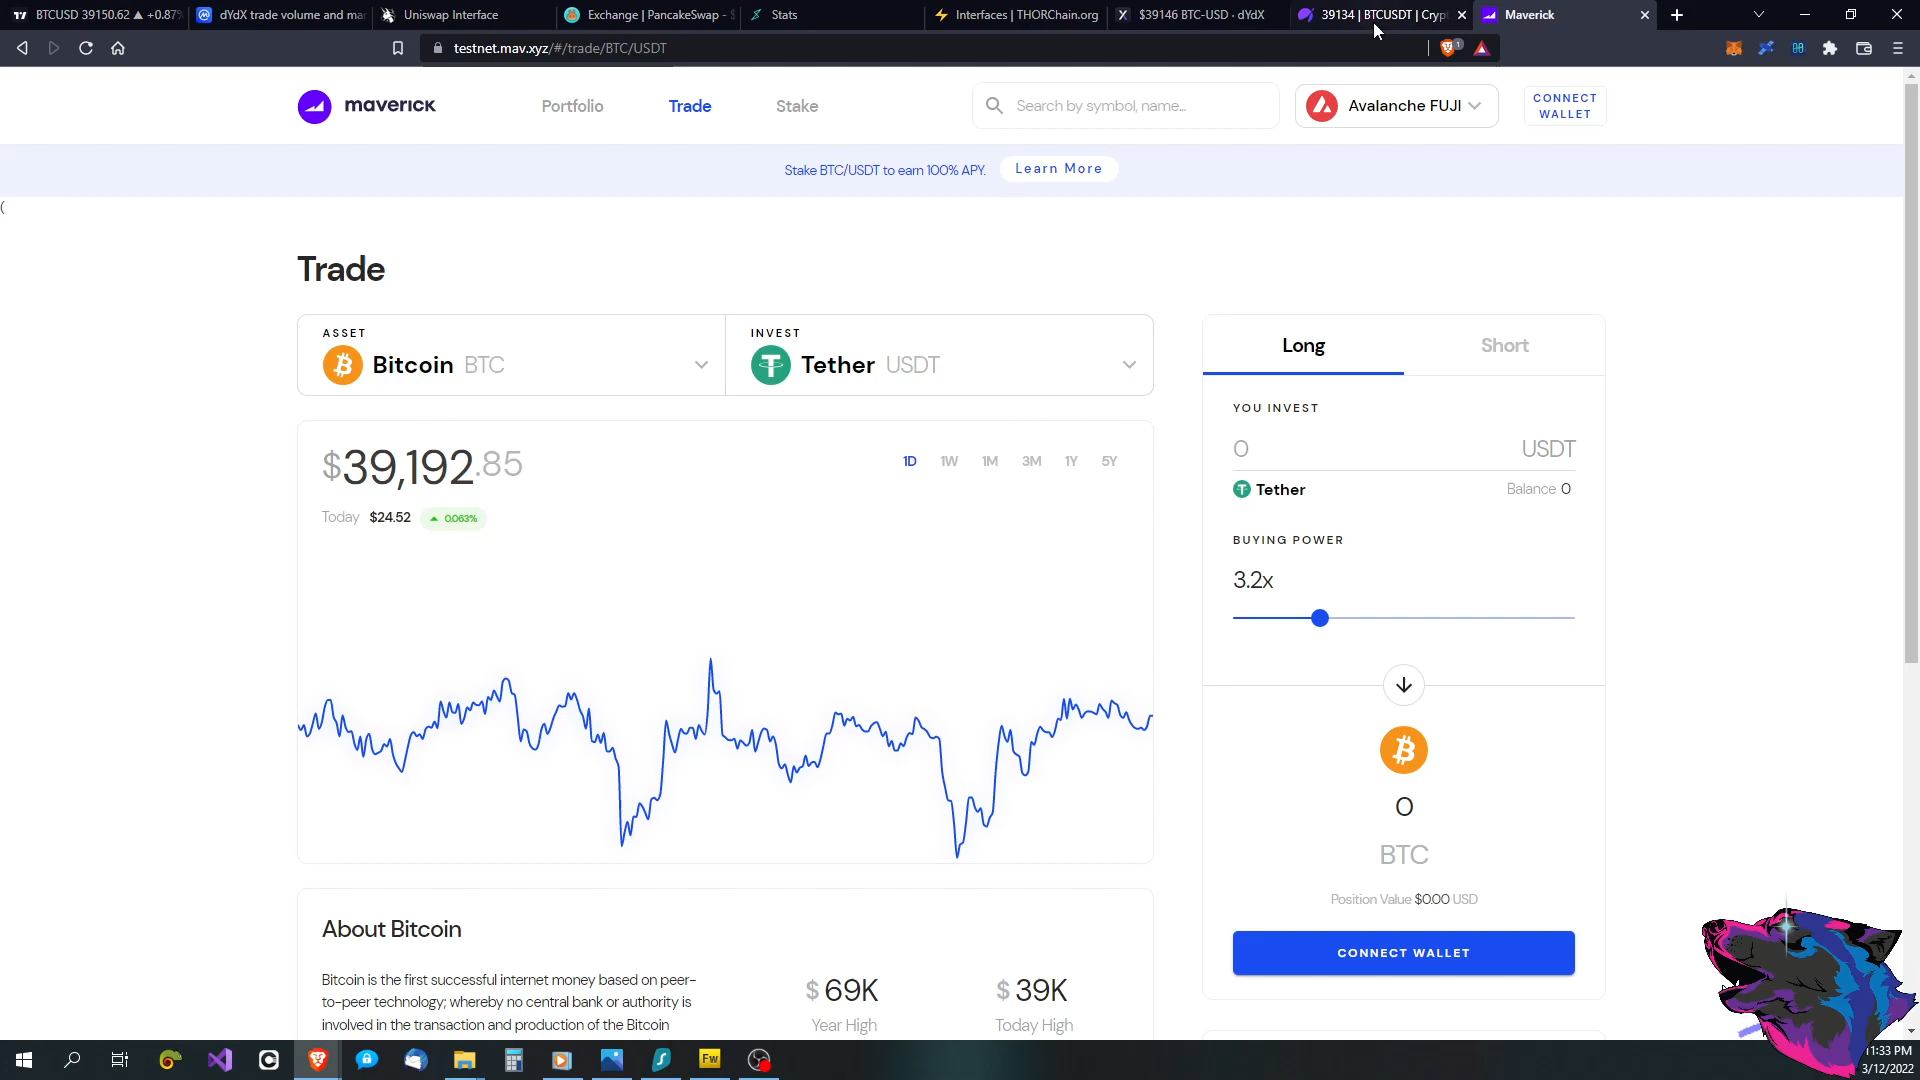 BTCUSD 39150.62 ▲ +0.87%
dYdX trade volume and mar
Uniswap Interface
Exchange | PancakeSwap - $
Stats
Interfaces | THORChain.org
$39146 BTC-USD · dYdX
39134 | BTCUSDT | Crypt
Maverick
testnet.mav.xyz/#/trade/BTC/USDT
1
maverick
Portfolio
Trade
Stake
Search by symbol, name...
Avalanche FUJI
CONNECT
WALLET
Stake BTC/USDT to earn 100% APY.
Learn More
(
Trade
ASSET
Bitcoin BTC
INVEST
Tether USDT
$39,192.85
1D 1W 1M 3M 1Y 5Y
Today $24.52 ▲ 0.063%
Long
Short
YOU INVEST
0 USDT
Tether
Balance 0
BUYING POWER
3.2x
0
BTC
Position Value $0.00 USD
CONNECT WALLET
About Bitcoin
Bitcoin is the first successful internet money based on peer-
to-peer technology; whereby no central bank or authority is
involved in the transaction and production of the Bitcoin
$ 69K
Year High
$ 39K
Today High
Fw
11:33 PM
3/12/2022